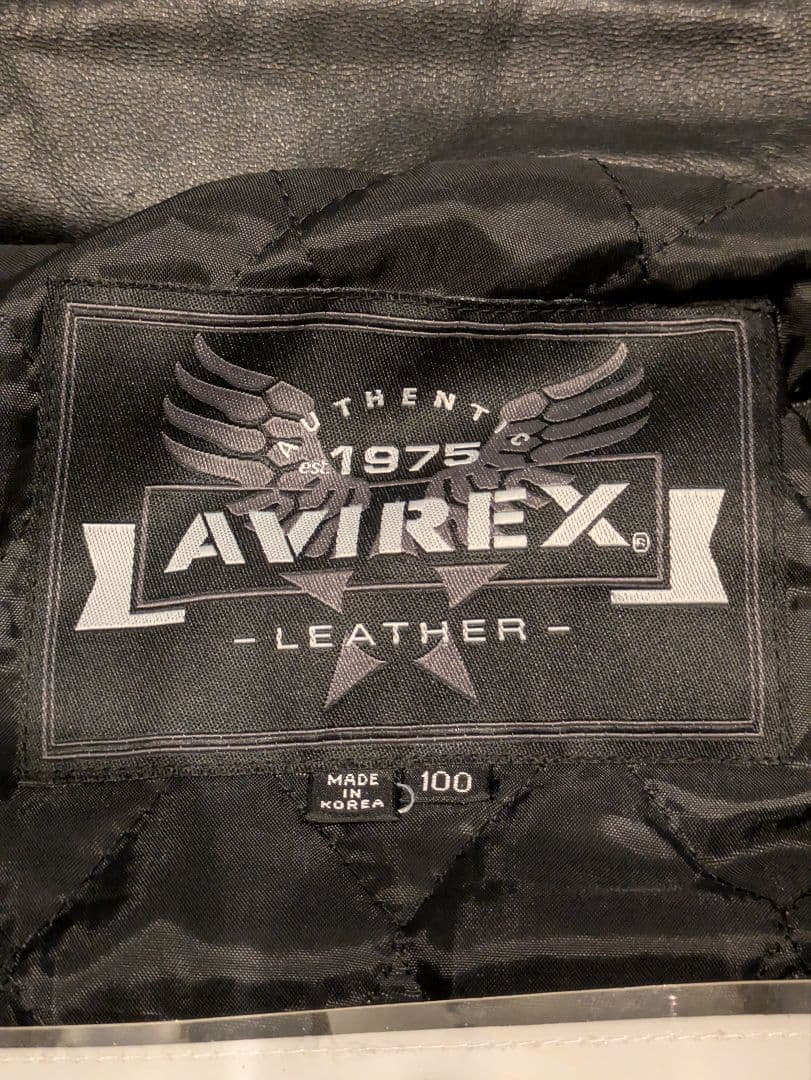 AUTHENTIC
est. 1975
AVIREX®
- LEATHER -
MADE
IN
KOREA
100